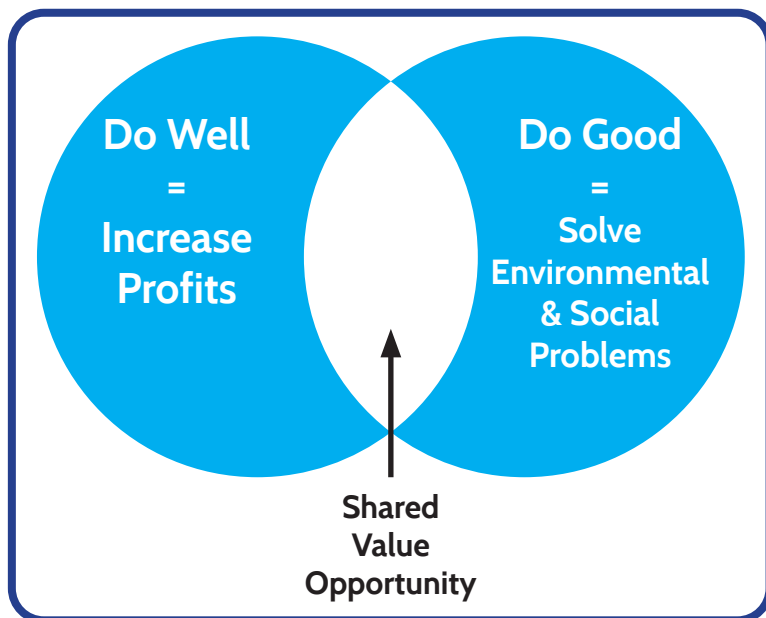 Do Well
=
Increase
Profits
Do Good
=
Solve
Environmental
& Social
Problems
Shared
Value
Opportunity